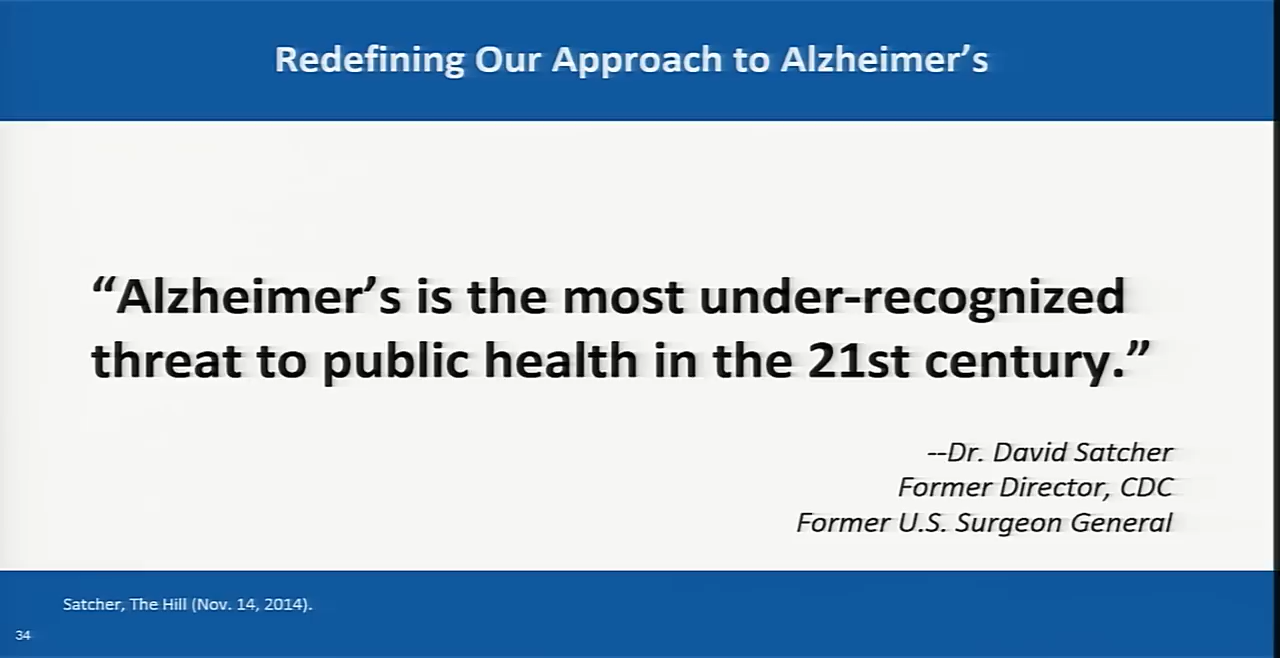 Redefining Our Approach to Alzheimer’s
“Alzheimer’s is the most under-recognized
threat to public health in the 21st century.”
--Dr. David Satcher
Former Director, CDC
Former U.S. Surgeon General
Satcher, The Hill (Nov. 14, 2014).
34